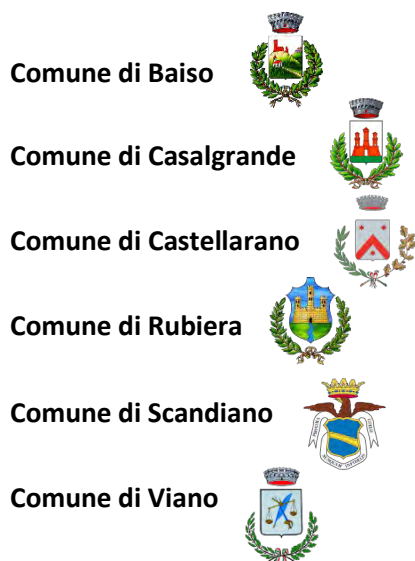 Comune di Baiso
Comune di Casalgrande
Comune di Castellarano
Comune di Rubiera
Comune di Scandiano
Comune di Viano